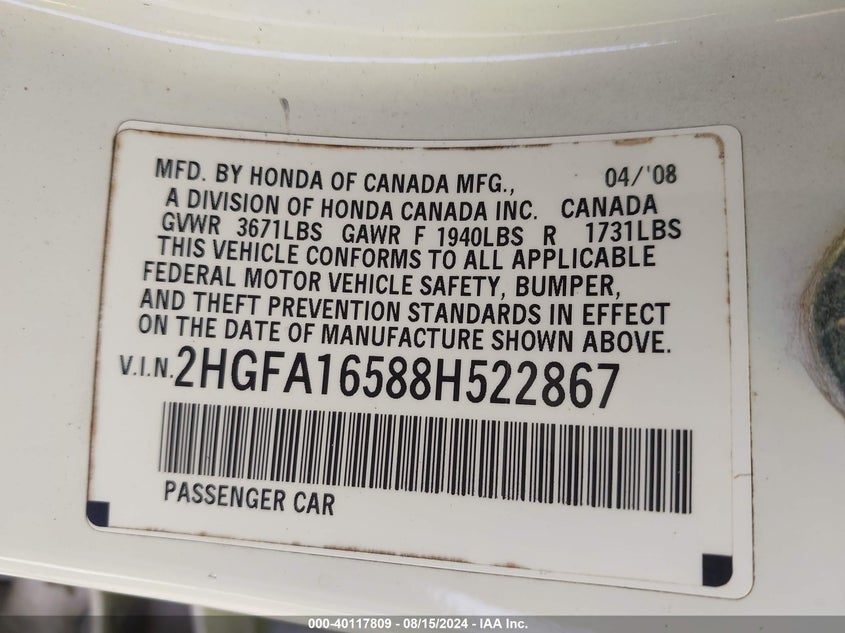 MFD. BY HONDA OF CANADA MFG., 04/'08
A DIVISION OF HONDA CANADA INC. CANADA
GVWR 3671LBS GAWR F 1940LBS R 1731LBS
THIS VEHICLE CONFORMS TO ALL APPLICABLE
FEDERAL MOTOR VEHICLE SAFETY, BUMPER,
AND THEFT PREVENTION STANDARDS IN EFFECT
ON THE DATE OF MANUFACTURE SHOWN ABOVE.
V.I.N. 2HGFA16588H522867
PASSENGER CAR
000-40117809 - 08/15/2024 - IAA Inc.